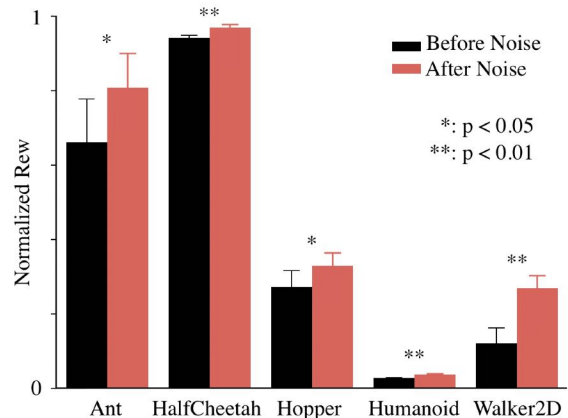 1
**
*
Before Noise
After Noise
*: p < 0.05
**: p < 0.01
Normalized Rew
*
**
**
0
Ant HalfCheetah Hopper Humanoid Walker2D